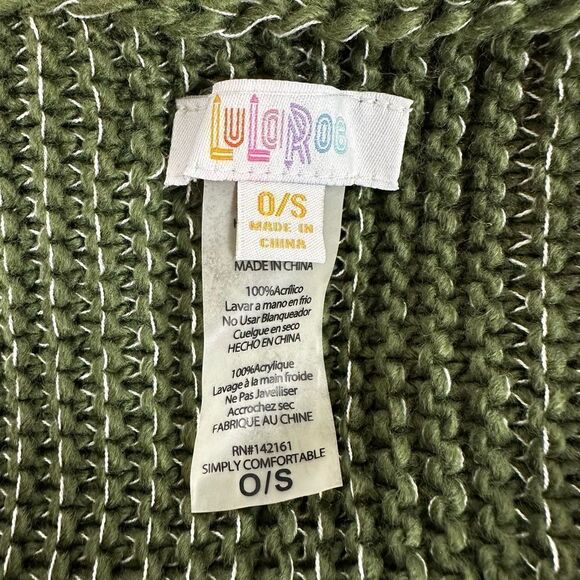 LuLaRoe
O/S
MADE IN
CHINA
MADE IN CHINA
100%Acrílico
Lavar a mano en frío
No Usar Blanqueador
Cuelgue en seco
HECHO EN CHINA
100%Acrylique
Lavage à la main froide
Ne Pas Javelliser
Accrochez sec
FABRIQUE AU CHINE
RN#142161
SIMPLY COMFORTABLE
O/S